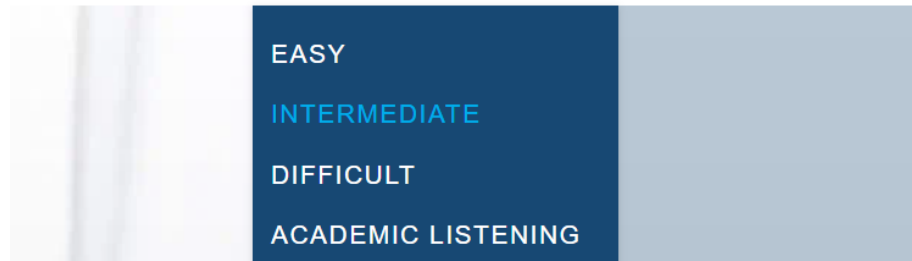 EASY
INTERMEDIATE
DIFFICULT
ACADEMIC LISTENING